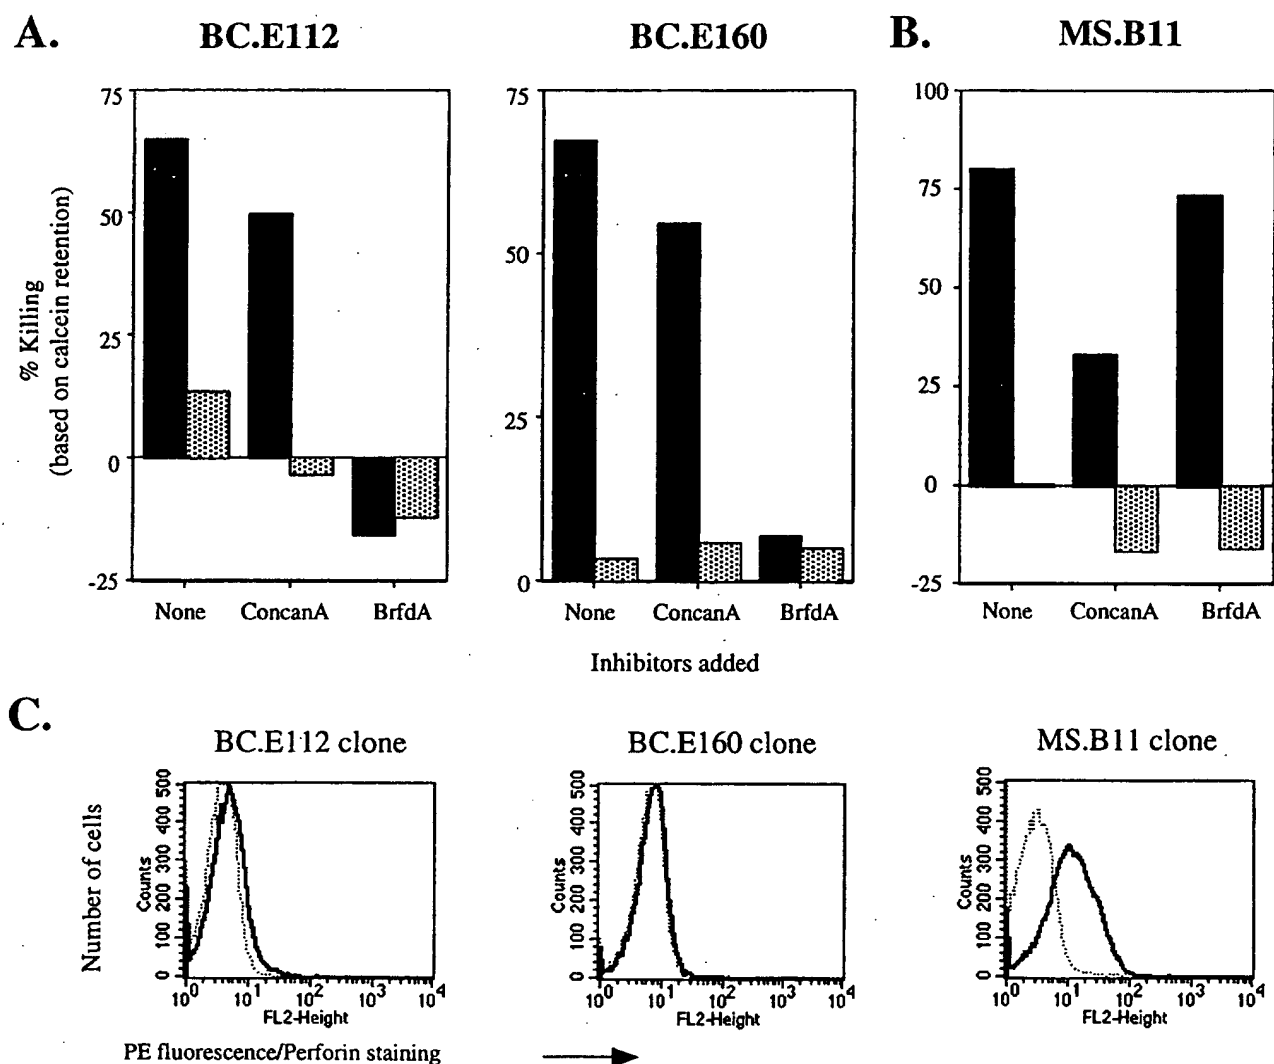 A.
BC.E112
BC.E160
B.
MS.B11
% Killing
(based on calcein retention)
75
50
25
0
-25
None
ConcanA
BrfdA
75
50
25
0
None
ConcanA
BrfdA
100
75
50
25
0
-25
None
ConcanA
BrfdA
Inhibitors added
C.
BC.E112 clone
BC.E160 clone
MS.B11 clone
Number of cells
Counts
500
400
300
200
100
0
10^0
10^1
10^2
10^3
10^4
FL2-Height
Counts
500
400
300
200
100
0
10^0
10^1
10^2
10^3
10^4
FL2-Height
Counts
500
400
300
200
100
0
10^0
10^1
10^2
10^3
10^4
FL2-Height
PE fluorescence/Perforin staining